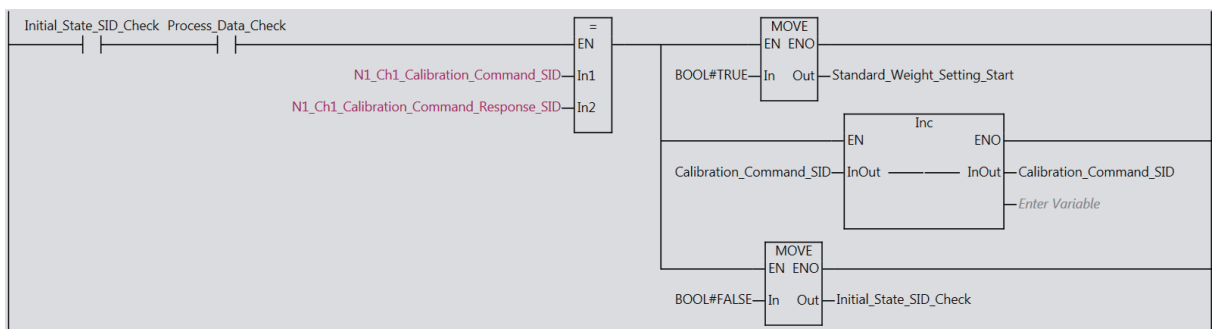 Initial_State_SID_Check Process_Data_Check
=
EN
N1_Ch1_Calibration_Command_SID In1
N1_Ch1_Calibration_Command_Response_SID In2
MOVE
EN ENO
BOOL#TRUE In Out Standard_Weight_Setting_Start
Inc
EN ENO
Calibration_Command_SID InOut InOut Calibration_Command_SID
Enter Variable
MOVE
EN ENO
BOOL#FALSE In Out Initial_State_SID_Check